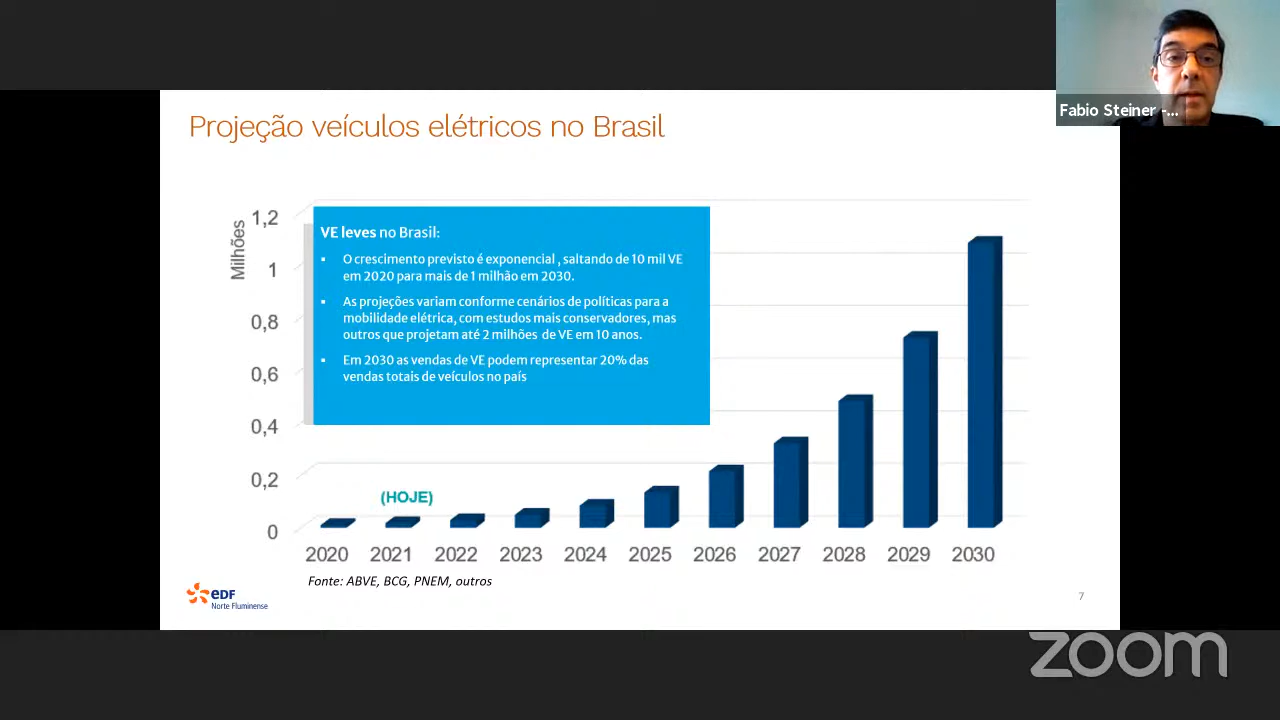 Fabio Steiner -...
Projeção veículos elétricos no Brasil
Milhões
1,2
1
0,8
0,6
0,4
0,2
0
VE leves no Brasil:
▪ O crescimento previsto é exponencial , saltando de 10 mil VE
em 2020 para mais de 1 milhão em 2030.
▪ As projeções variam conforme cenários de políticas para a
mobilidade elétrica, com estudos mais conservadores, mas
outros que projetam até 2 milhões de VE em 10 anos.
▪ Em 2030 as vendas de VE podem representar 20% das
vendas totais de veículos no país
(HOJE)
2020 2021 2022 2023 2024 2025 2026 2027 2028 2029 2030
Fonte: ABVE, BCG, PNEM, outros
eDF
Norte Fluminense
7
zoom